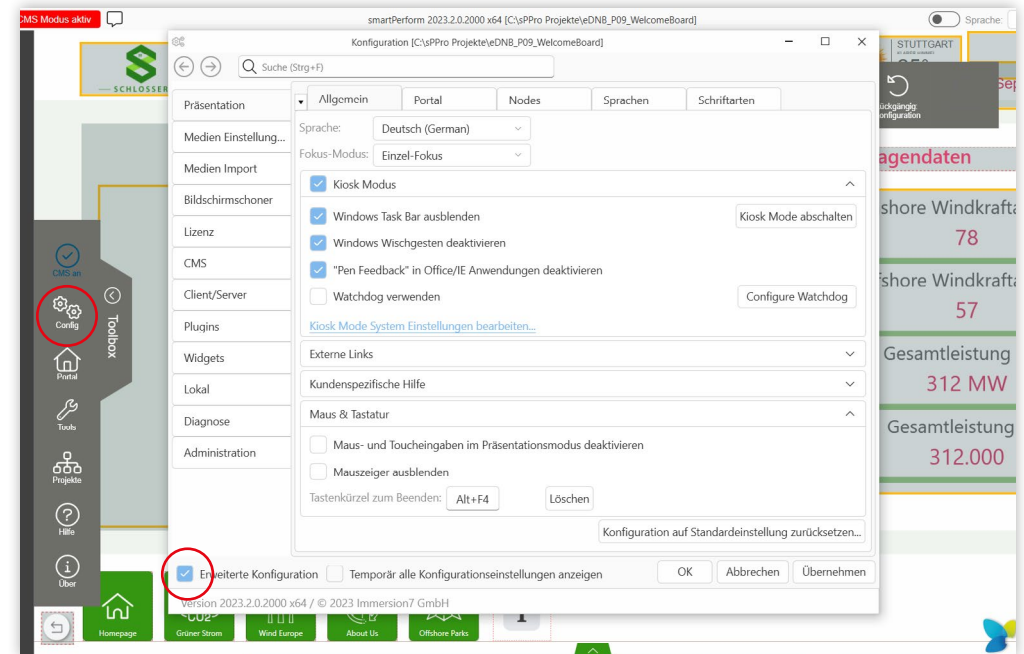 CMS Modus aktiv
smartPerform 2023.2.0.2000 x64 [C:\sPPro Projekte\eDNB_P09_WelcomeBoard]
Sprache:
Konfiguration [C:\sPPro Projekte\eDNB_P09_WelcomeBoard]
STUTTGART
Suche (Strg+F)
SCHLOSSER
Sep
Rückgängig:
Konfiguration
Präsentation
Allgemein
Portal
Nodes
Sprachen
Schriftarten
Sprache:
Deutsch (German)
Medien Einstellung...
Fokus-Modus:
Einzel-Fokus
Medien Import
agendaten
Kiosk Modus
Bildschirmschoner
shore Windkrafta
Windows Task Bar ausblenden
Kiosk Mode abschalten
Lizenz
78
Windows Wischgesten deaktivieren
CMS
CMS an
"Pen Feedback" in Office/IE Anwendungen deaktivieren
fshore Windkrafta
Client/Server
Watchdog verwenden
Configure Watchdog
57
Config
Toolbox
Plugins
Kiosk Mode System Einstellungen bearbeiten...
Widgets
Externe Links
Gesamtleistung
Portal
Lokal
Kundenspezifische Hilfe
312 MW
Diagnose
Maus & Tastatur
Tools
Gesamtleistung
Administration
Maus- und Toucheingaben im Präsentationsmodus deaktivieren
312.000
Mauszeiger ausblenden
Projekte
Tastenkürzel zum Beenden:
Alt+F4
Löschen
Hilfe
Konfiguration auf Standardeinstellung zurücksetzen...
Über
Erweiterte Konfiguration
Temporär alle Konfigurationseinstellungen anzeigen
OK
Abbrechen
Übernehmen
Version 2023.2.0.2000 x64 / © 2023 Immersion7 GmbH
CO2
Homepage
Grüner Strom
Wind Europe
About Us
Offshore Parks